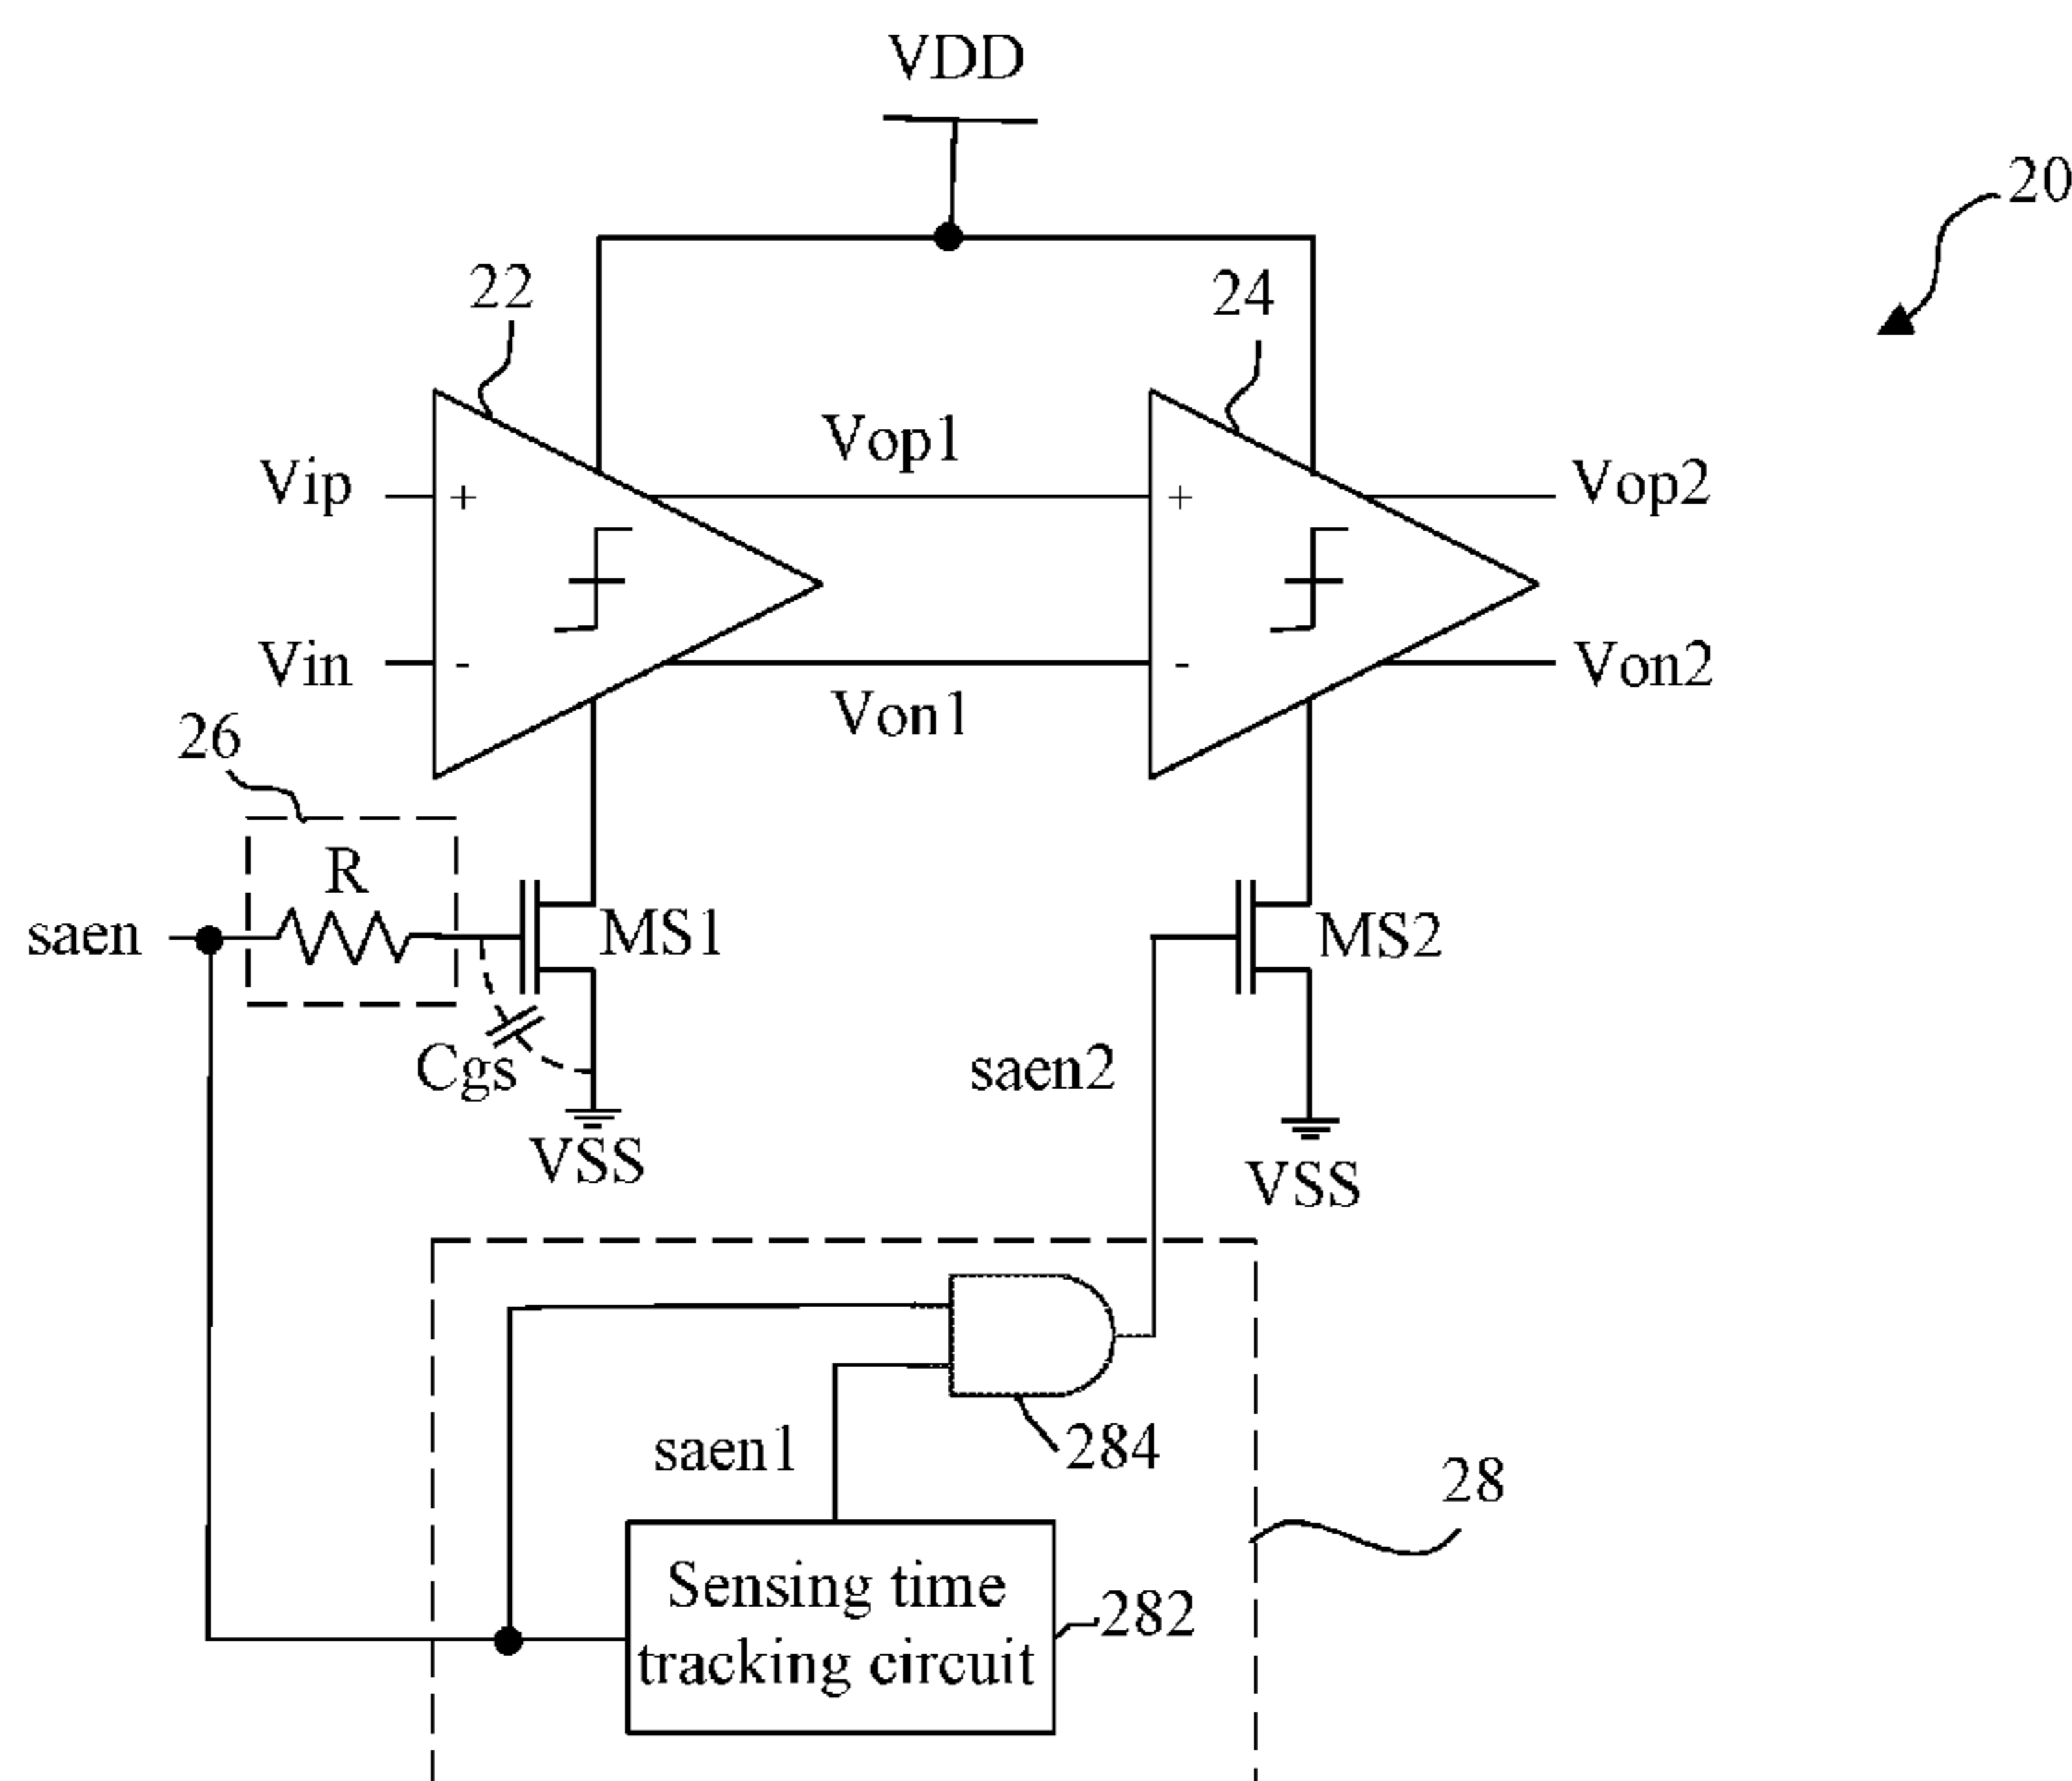 VDD
20
22
24
Vop1
Vip
+
+
Vop2
Vin
-
-
Von2
Von1
26
R
saen
MS1
MS2
Cgs
saen2
VSS
VSS
284
saen1
28
Sensing time
tracking circuit
282